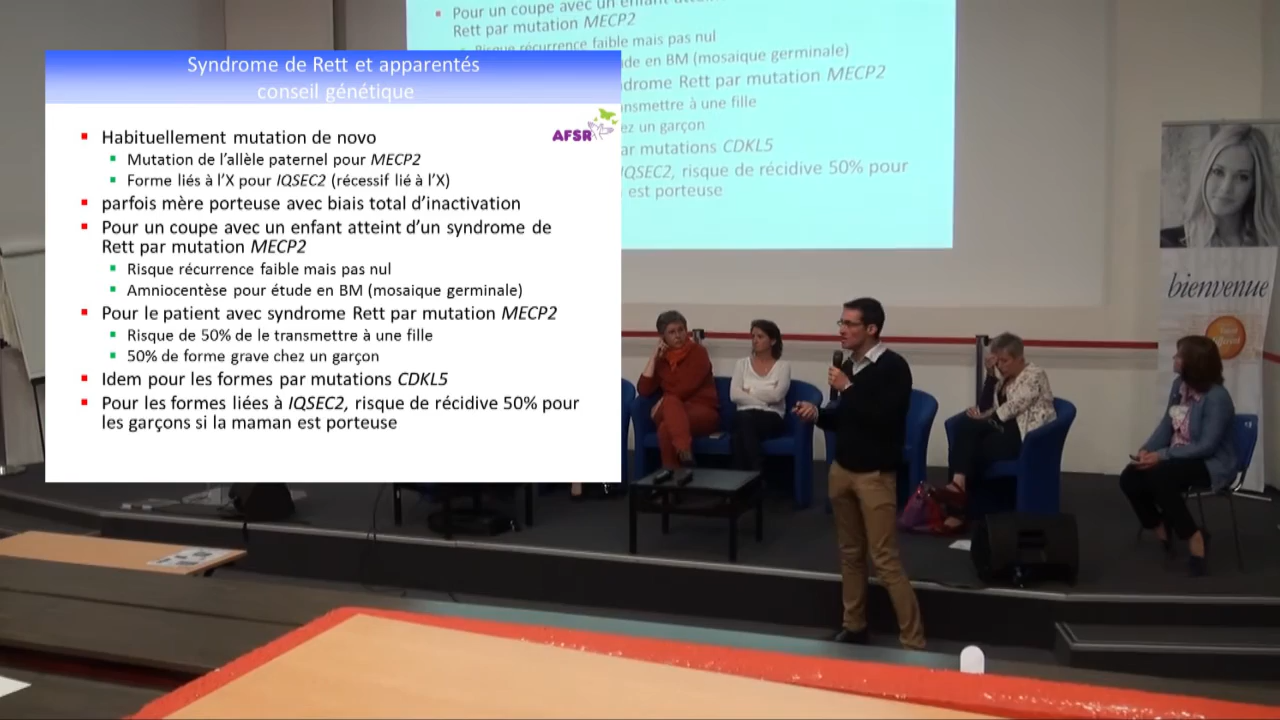 Syndrome de Rett et apparentés
conseil génétique
AFSR
Habituellement mutation de novo
Mutation de l'allèle paternel pour MECP2
Forme liés à l'X pour IQSEC2 (récessif lié à l'X)
parfois mère porteuse avec biais total d'inactivation
Pour un coupe avec un enfant atteint d'un syndrome de
Rett par mutation MECP2
Risque récurrence faible mais pas nul
Amniocentèse pour étude en BM (mosaique germinale)
Pour le patient avec syndrome Rett par mutation MECP2
Risque de 50% de le transmettre à une fille
50% de forme grave chez un garçon
Idem pour les formes par mutations CDKL5
Pour les formes liées à IQSEC2, risque de récidive 50% pour
les garçons si la maman est porteuse
Pour un coupe avec un enfant
Rett par mutation MECP2
Risque récurrence faible mais pas nul
de en BM (mosaique germinale)
drome Rett par mutation MECP2
nsmettre à une fille
ez un garçon
ar mutations CDKL5
IQSEC2, risque de récidive 50% pour
est porteuse
bienvenue